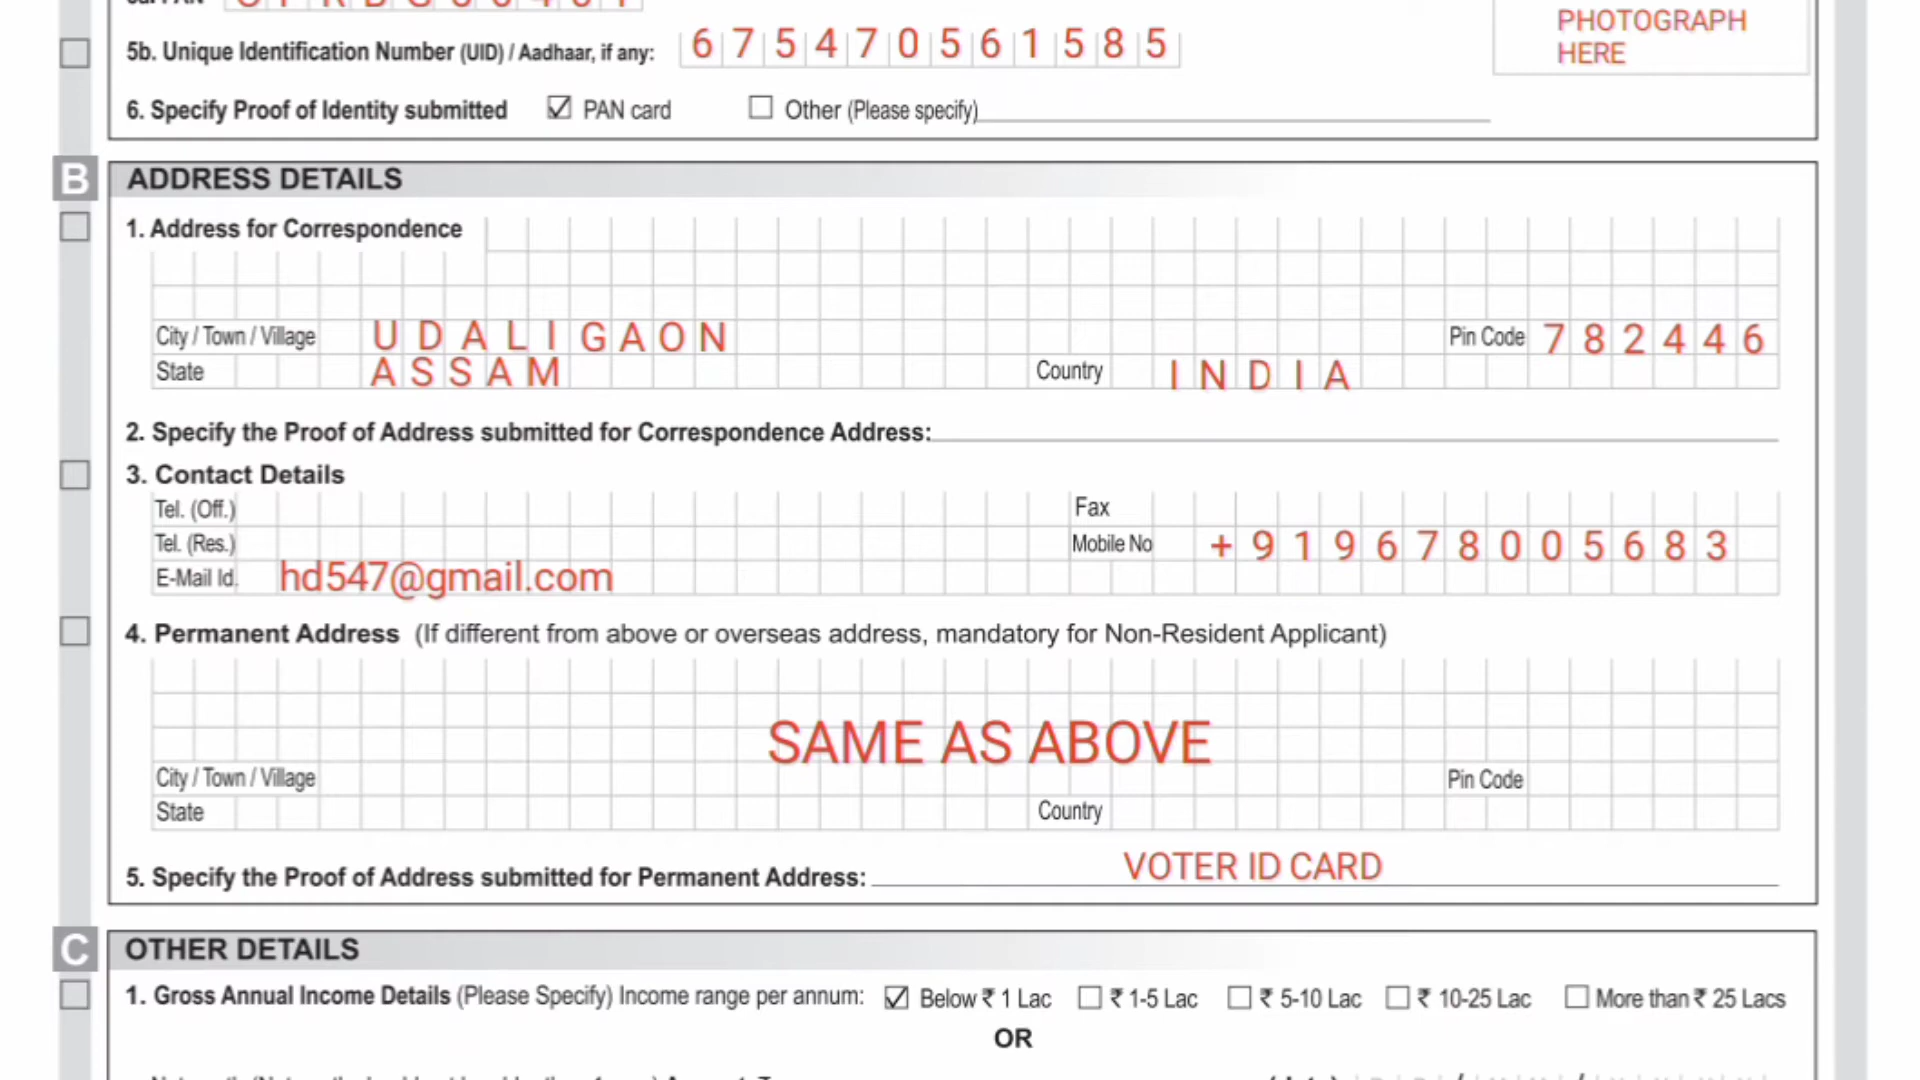 PHOTOGRAPH
HERE
5b. Unique Identification Number (UID) / Aadhaar, if any: 675470561585
6. Specify Proof of Identity submitted PAN card Other (Please specify)
B ADDRESS DETAILS
1. Address for Correspondence
City / Town / Village UDALI GAON Pin Code 782446
State ASSAM Country INDIA
2. Specify the Proof of Address submitted for Correspondence Address:
3. Contact Details
Tel. (Off.) Fax
Tel. (Res.) Mobile No +919678005683
E-Mail Id. hd547@gmail.com
4. Permanent Address (If different from above or overseas address, mandatory for Non-Resident Applicant)
SAME AS ABOVE
City / Town / Village Pin Code
State Country
5. Specify the Proof of Address submitted for Permanent Address: VOTER ID CARD
C OTHER DETAILS
1. Gross Annual Income Details (Please Specify) Income range per annum: Below ₹ 1 Lac ₹ 1-5 Lac ₹ 5-10 Lac ₹ 10-25 Lac More than ₹ 25 Lacs
OR